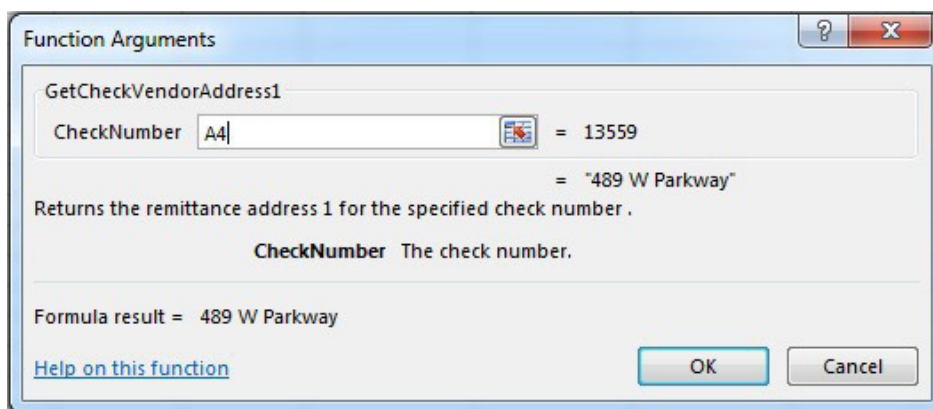 Function Arguments
GetCheckVendorAddress1
CheckNumber A4 = 13559
= "489 W Parkway"
Returns the remittance address 1 for the specified check number .
CheckNumber The check number.
Formula result = 489 W Parkway
Help on this function OK Cancel